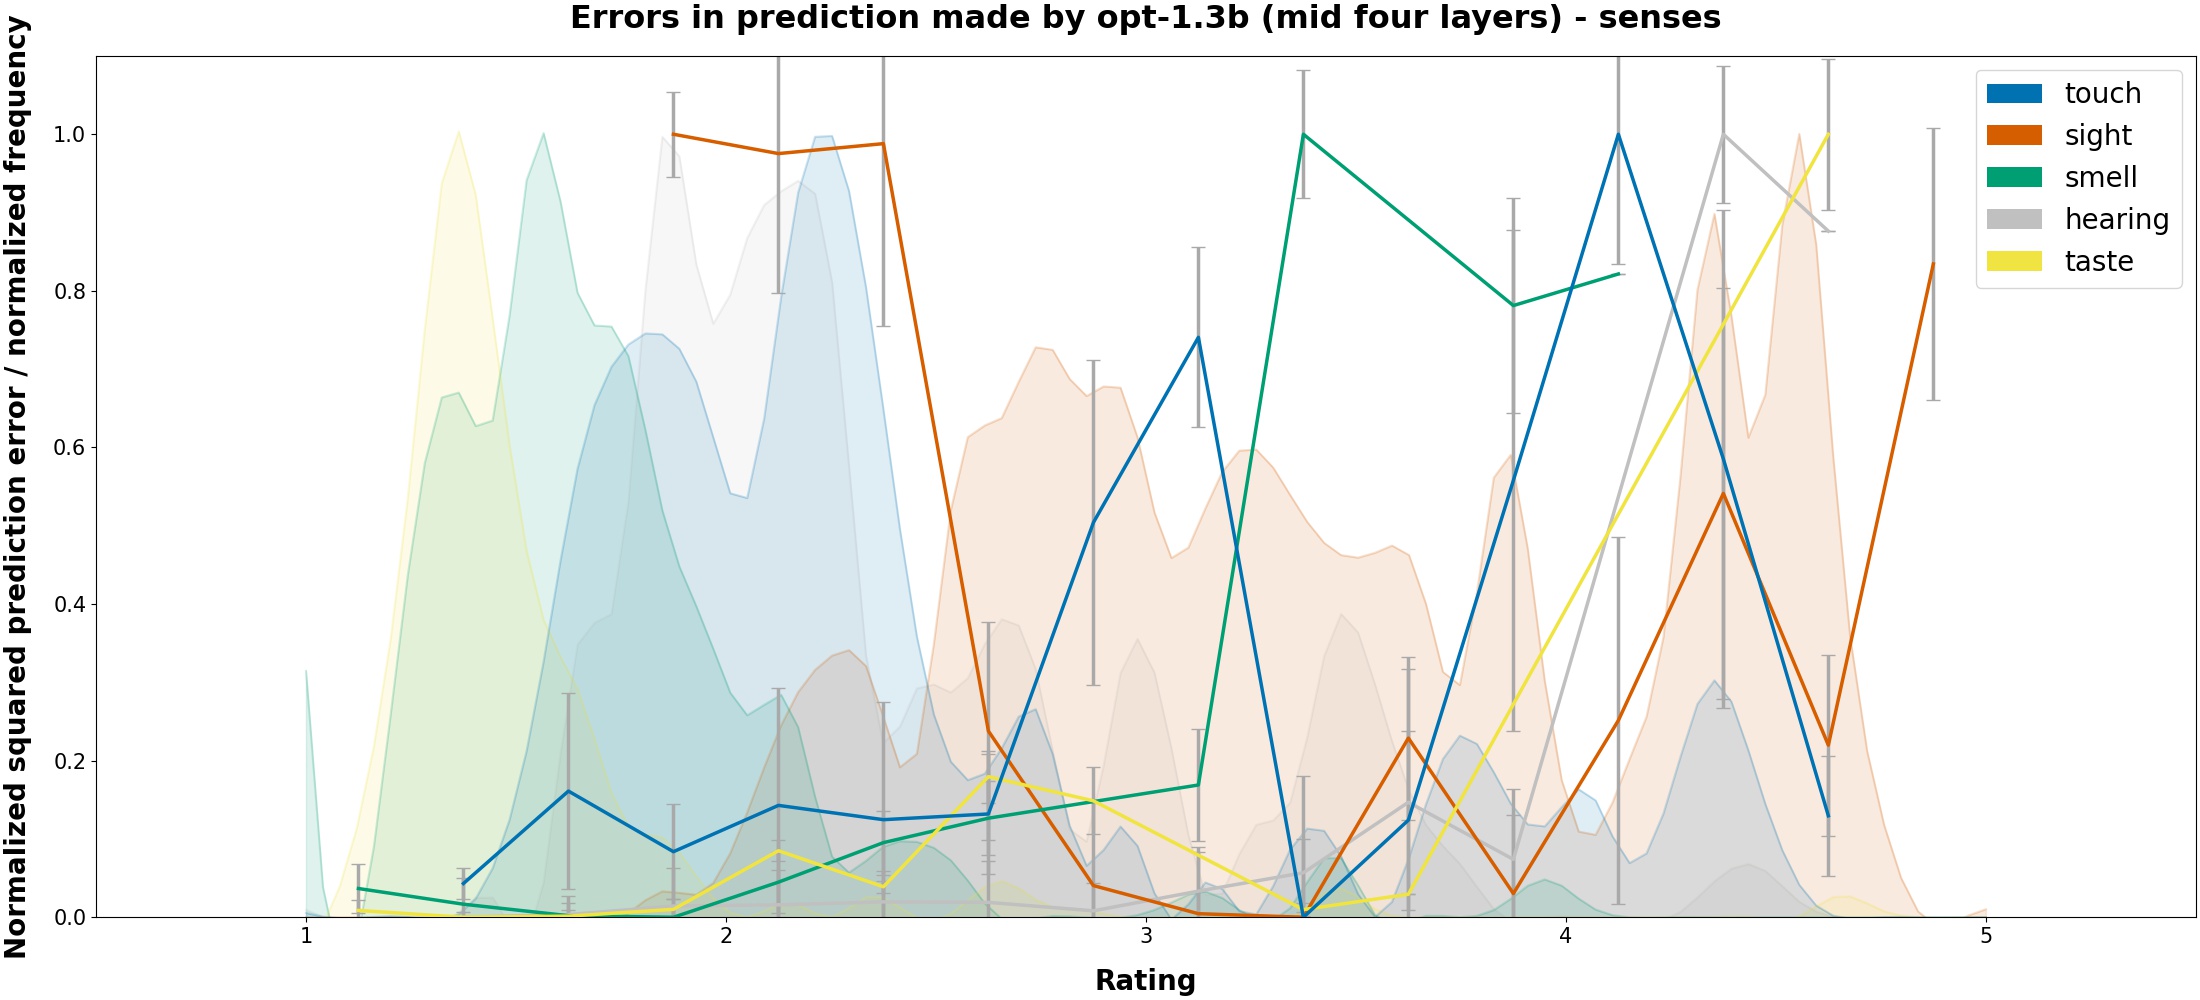 Errors in prediction made by opt-1.3b (mid four layers) - senses
Normalized squared prediction error / normalized frequency
1.0
0.8
0.6
0.4
0.2
0.0
touch
sight
smell
hearing
taste
1 2 3 4 5
Rating